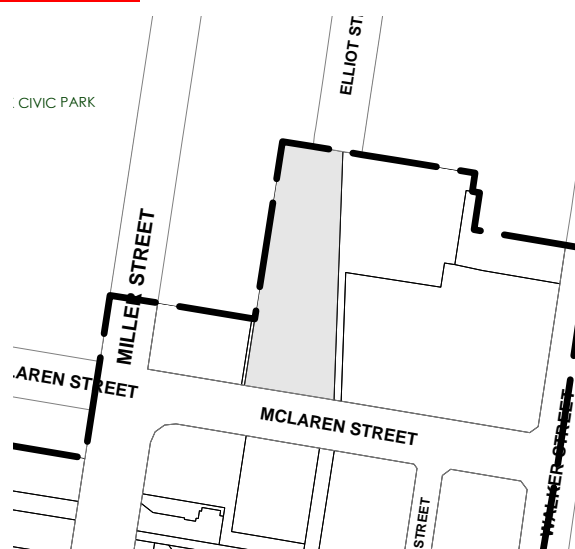 ELLIOT ST
CIVIC PARK
MILLER STREET
LAREN STREET
MCLAREN STREET
WALKER STREET
STREET